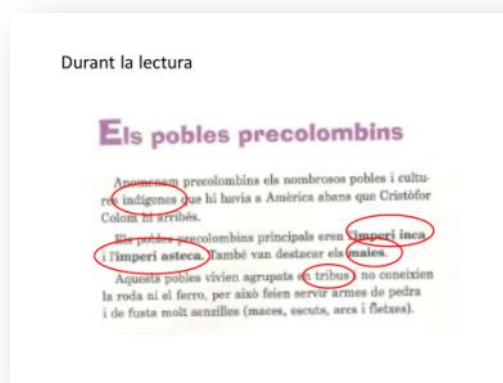 Durant la lectura
Els pobles precolombins
Anomenem precolombins els nombrosos pobles i cultu-
res indígenes que hi havia a Amèrica abans que Cristòfor
Colom hi arribés.
Els pobles precolombins principals eren l'imperi inca
i l'imperi asteca. També van destacar els maies.
Aquests pobles vivien agrupats en tribus i no coneixien
la roda ni el ferro, per això feien servir armes de pedra
i de fusta molt senzilles (maces, escuts, arcs i fletxes).